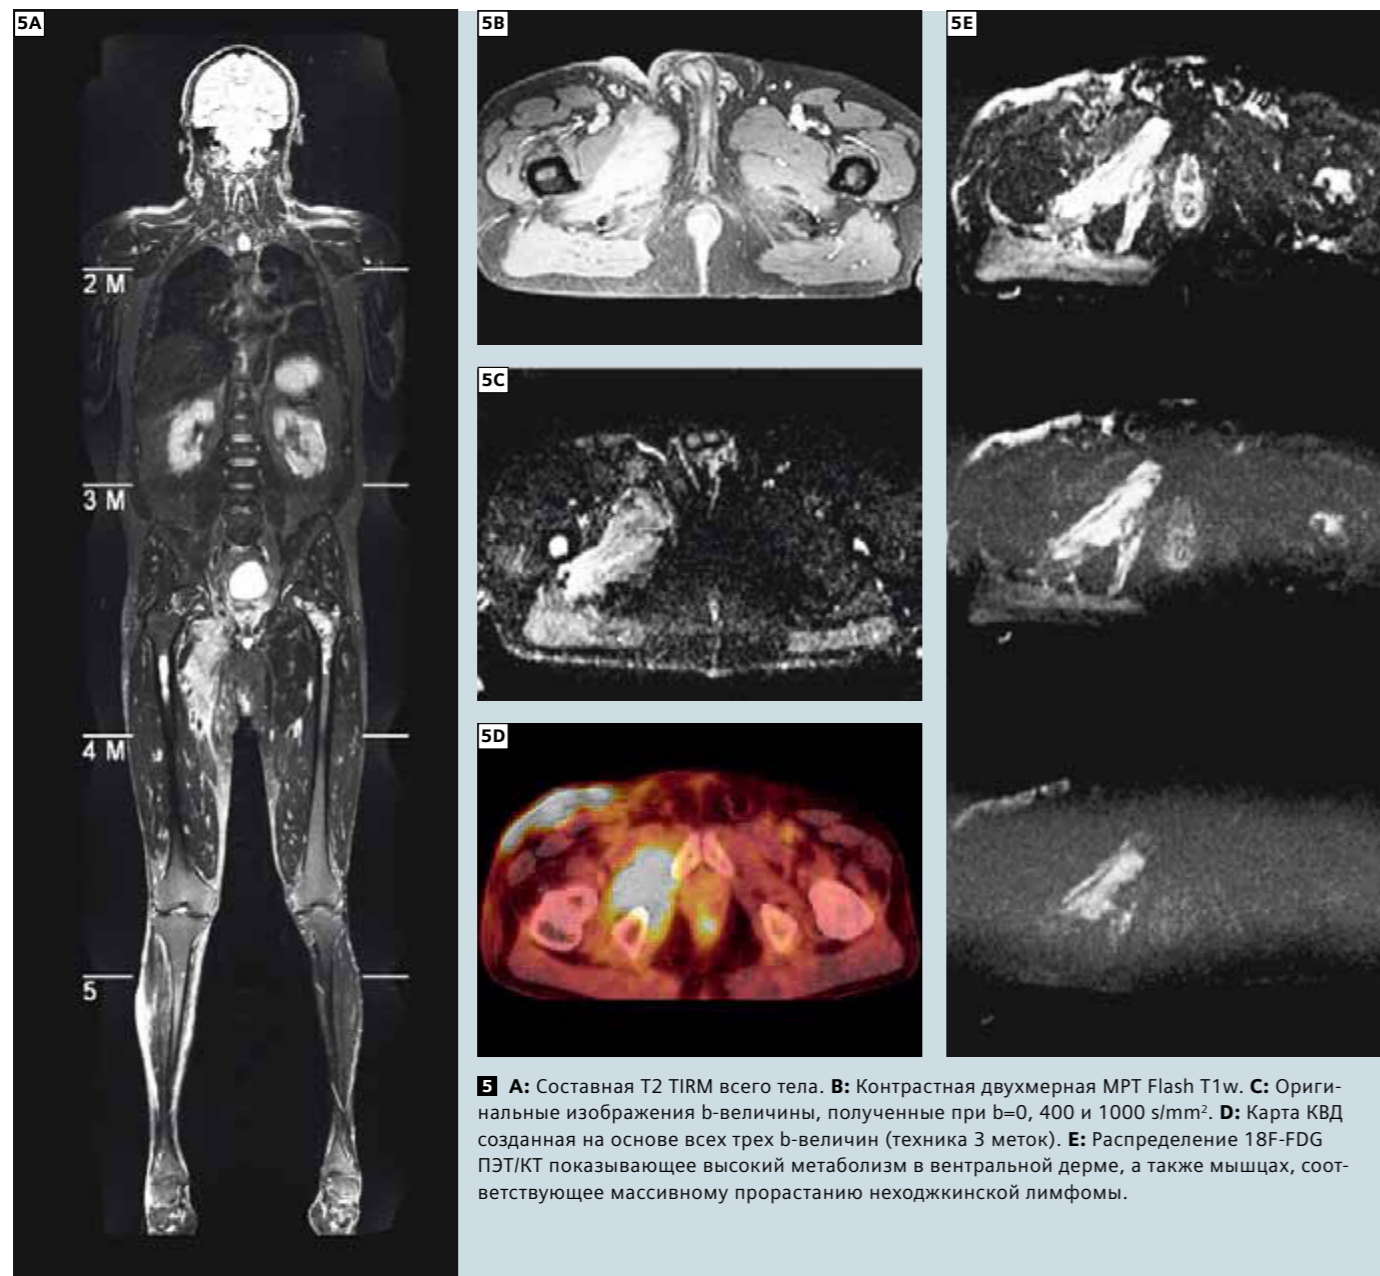 5A
5B
5E
2 M
5C
3 M
4 M
5D
5
5 A: Составная T2 TIRM всего тела. B: Контрастная двухмерная МРТ Flash T1w. C: Ориги-
нальные изображения b-величины, полученные при b=0, 400 и 1000 s/mm². D: Карта КВД
созданная на основе всех трех b-величин (техника 3 меток). E: Распределение 18F-FDG
ПЭТ/КТ показывающее высокий метаболизм в вентральной дерме, а также мышцах, соот-
ветствующее массивному прорастанию неходжкинской лимфомы.